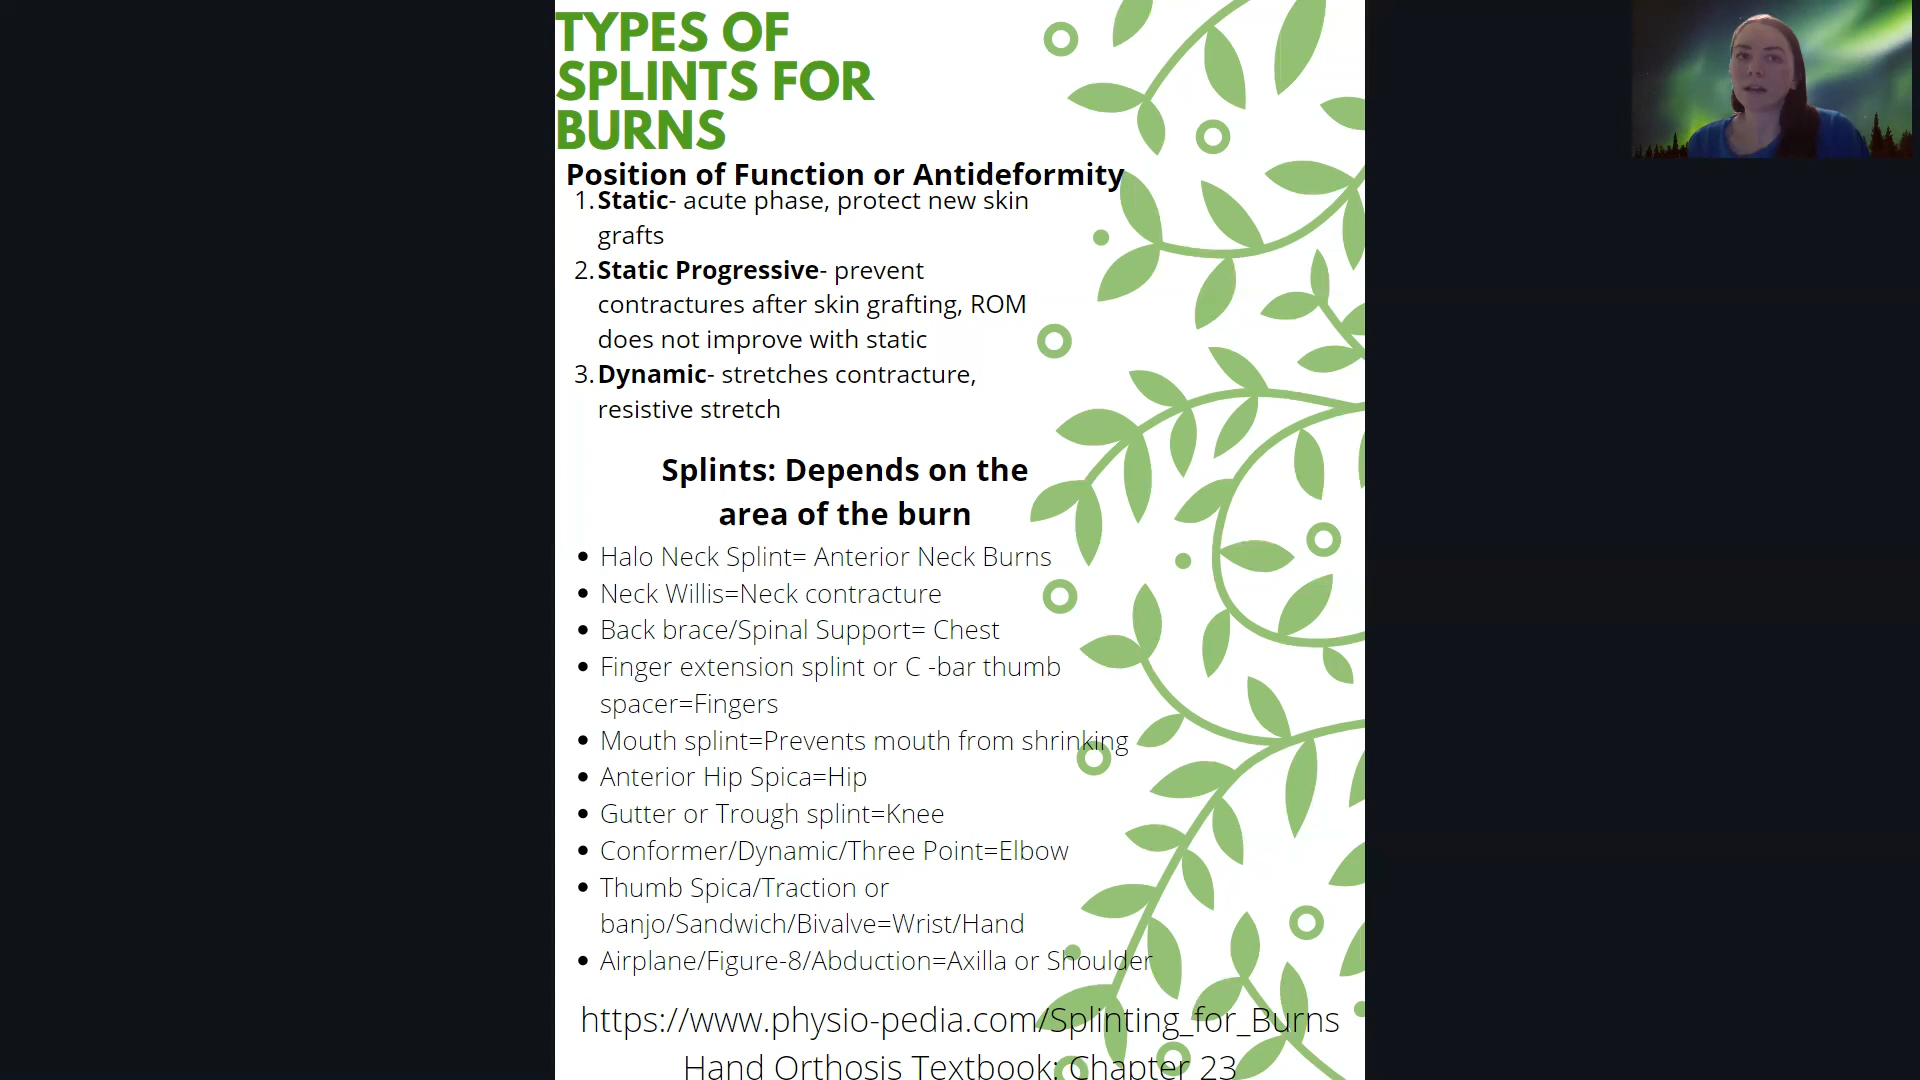 TYPES OF
SPLINTS FOR
BURNS
Position of Function or Antideformity
1. Static- acute phase, protect new skin
grafts
2. Static Progressive- prevent
contractures after skin grafting, ROM
does not improve with static
3. Dynamic- stretches contracture,
resistive stretch
Splints: Depends on the
area of the burn
• Halo Neck Splint= Anterior Neck Burns
• Neck Willis=Neck contracture
• Back brace/Spinal Support= Chest
• Finger extension splint or C -bar thumb
spacer=Fingers
• Mouth splint=Prevents mouth from shrinking
• Anterior Hip Spica=Hip
• Gutter or Trough splint=Knee
• Conformer/Dynamic/Three Point=Elbow
• Thumb Spica/Traction or
banjo/Sandwich/Bivalve=Wrist/Hand
• Airplane/Figure-8/Abduction=Axilla or Shoulder
https://www.physio-pedia.com/Splinting_for_Burns
Hand Orthosis Textbook: Chapter 23